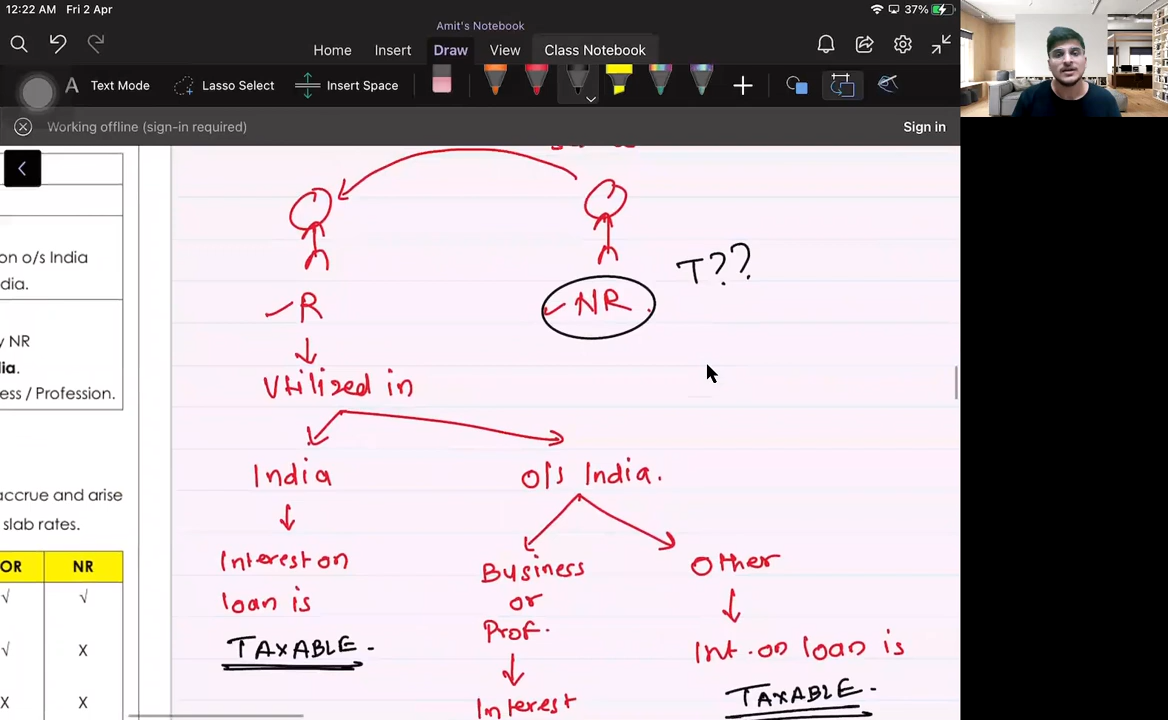 12:22 AM Fri 2 Apr
37%
Amit's Notebook
Home Insert Draw View Class Notebook
A Text Mode Lasso Select Insert Space
Working offline (sign-in required)
Sign in
on o/s India
dia.
y NR
lia.
ess / Profession.
accrue and arise
slab rates.
OR NR
√ √
√ X
X X
R
NR
T??
Utilized in
India
O/s India.
Interest on
loan is
TAXABLE.
Business
or
Prof.
Interest
Other
Int. on loan is
TAXABLE.